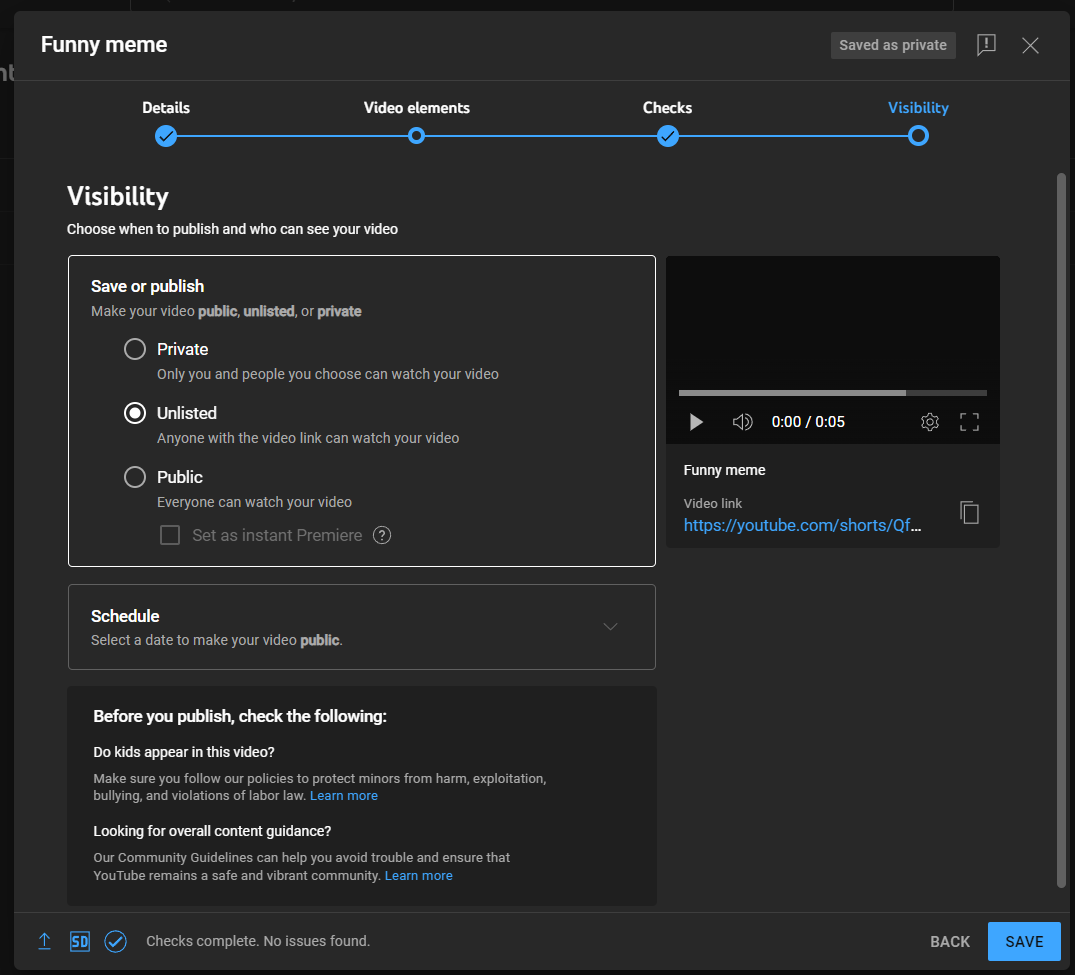 Funny meme
Saved as private
Details
Video elements
Checks
Visibility
Visibility
Choose when to publish and who can see your video
Save or publish
Make your video public, unlisted, or private
Private
Only you and people you choose can watch your video
Unlisted
Anyone with the video link can watch your video
Public
Everyone can watch your video
Set as instant Premiere ?
0:00 / 0:05
Funny meme
Video link
https://youtube.com/shorts/Qf...
Schedule
Select a date to make your video public.
Before you publish, check the following:
Do kids appear in this video?
Make sure you follow our policies to protect minors from harm, exploitation,
bullying, and violations of labor law. Learn more
Looking for overall content guidance?
Our Community Guidelines can help you avoid trouble and ensure that
YouTube remains a safe and vibrant community. Learn more
SD
Checks complete. No issues found.
BACK
SAVE